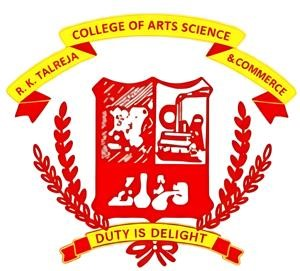 R. K. TALREJA COLLEGE OF ARTS SCIENCE & COMMERCE
DUTY IS DELIGHT